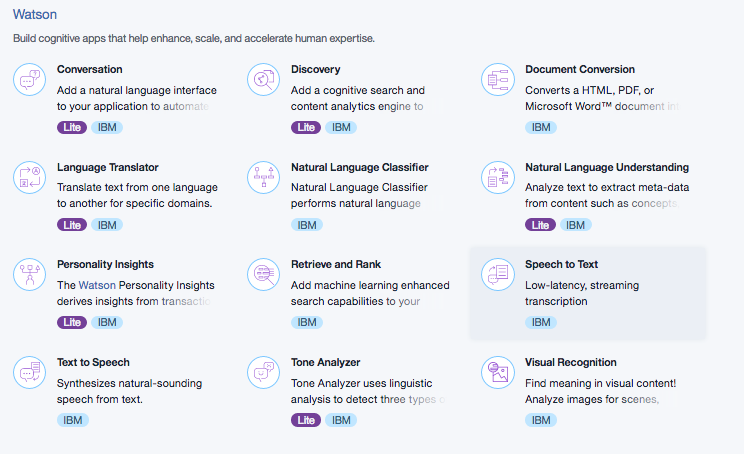 Watson
Build cognitive apps that help enhance, scale, and accelerate human expertise.
Conversation
Add a natural language interface
to your application to automate
Lite IBM
Discovery
Add a cognitive search and
content analytics engine to
Lite IBM
Document Conversion
Converts a HTML, PDF, or
Microsoft Word™ document in
IBM
Language Translator
Translate text from one language
to another for specific domains.
Lite IBM
Natural Language Classifier
Natural Language Classifier
performs natural language
IBM
Natural Language Understanding
Analyze text to extract meta-data
from content such as concepts,
Lite IBM
Personality Insights
The Watson Personality Insights
derives insights from transactio
Lite IBM
Retrieve and Rank
Add machine learning enhanced
search capabilities to your
IBM
Speech to Text
Low-latency, streaming
transcription
IBM
Text to Speech
Synthesizes natural-sounding
speech from text.
IBM
Tone Analyzer
Tone Analyzer uses linguistic
analysis to detect three types o
Lite IBM
Visual Recognition
Find meaning in visual content!
Analyze images for scenes,
IBM